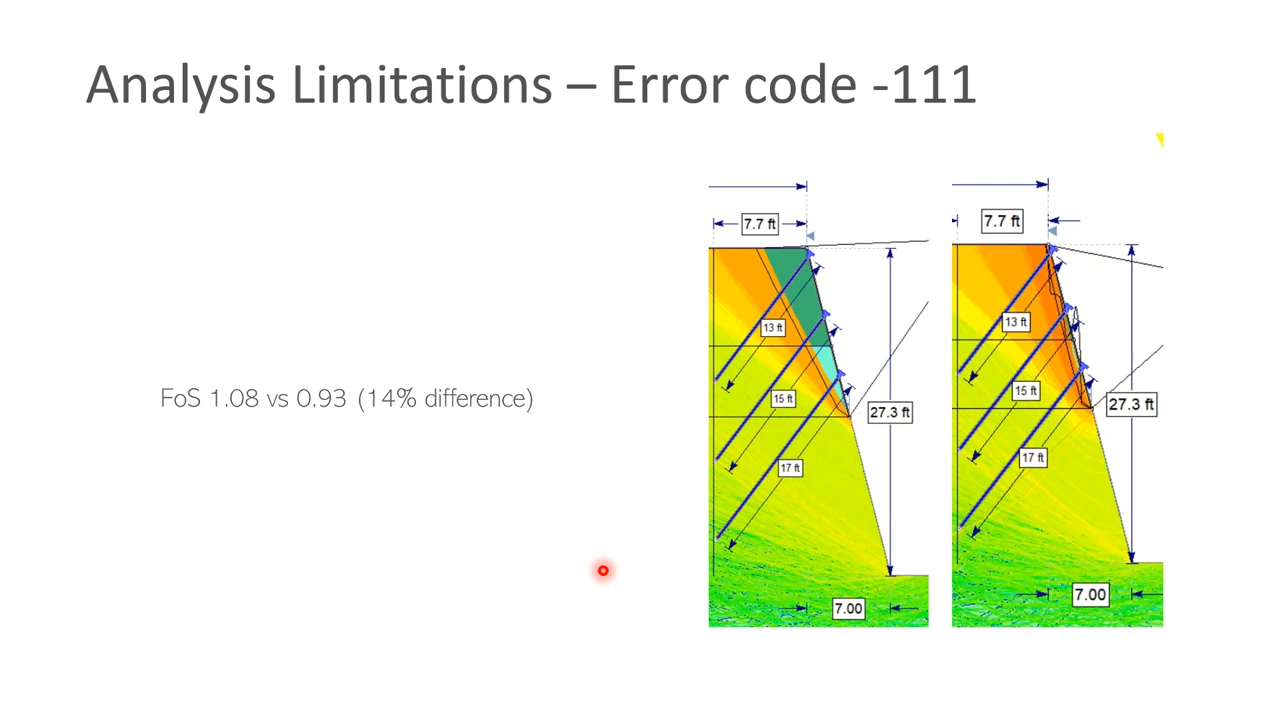 Analysis Limitations – Error code -111
FoS 1.08 vs 0.93 (14% difference)
7.7 ft
13 ft
15 ft
17 ft
27.3 ft
7.00
7.7 ft
13 ft
15 ft
17 ft
27.3 ft
7.00